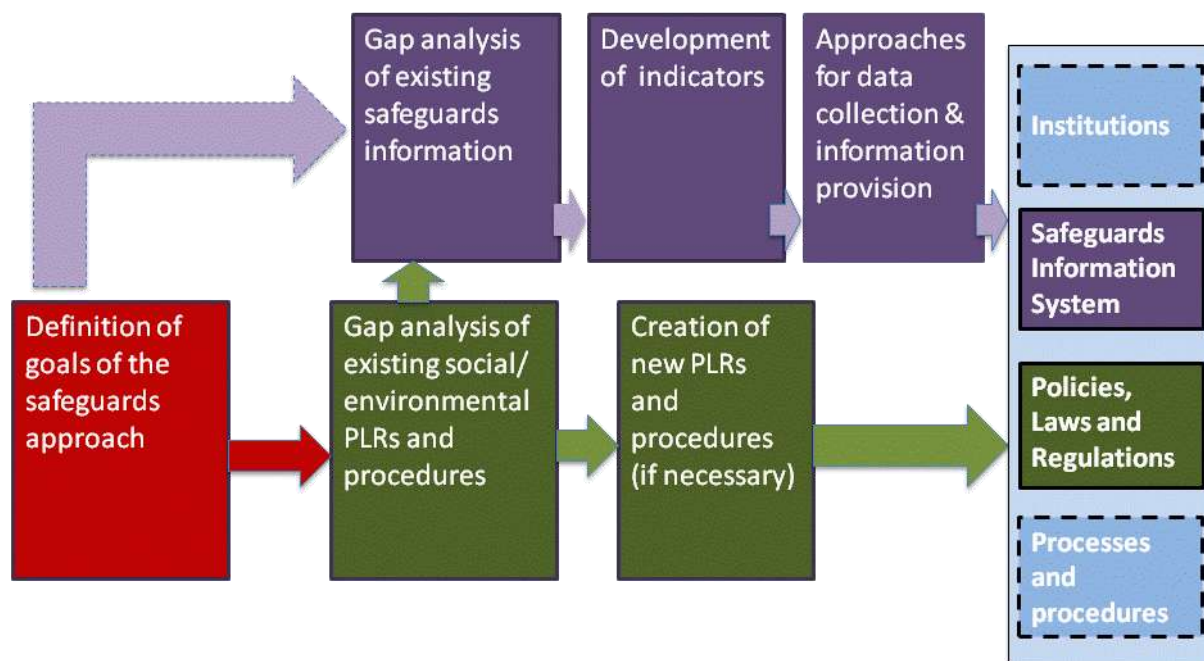 Gap analysis
of existing
safeguards
information
Development
of indicators
Approaches
for data
collection &
information
provision
Definition of
goals of the
safeguards
approach
Gap analysis of
existing social/
environmental
PLRs and
procedures
Creation of
new PLRs
and
procedures
(if necessary)
Institutions
Safeguards
Information
System
Policies,
Laws and
Regulations
Processes
and
procedures